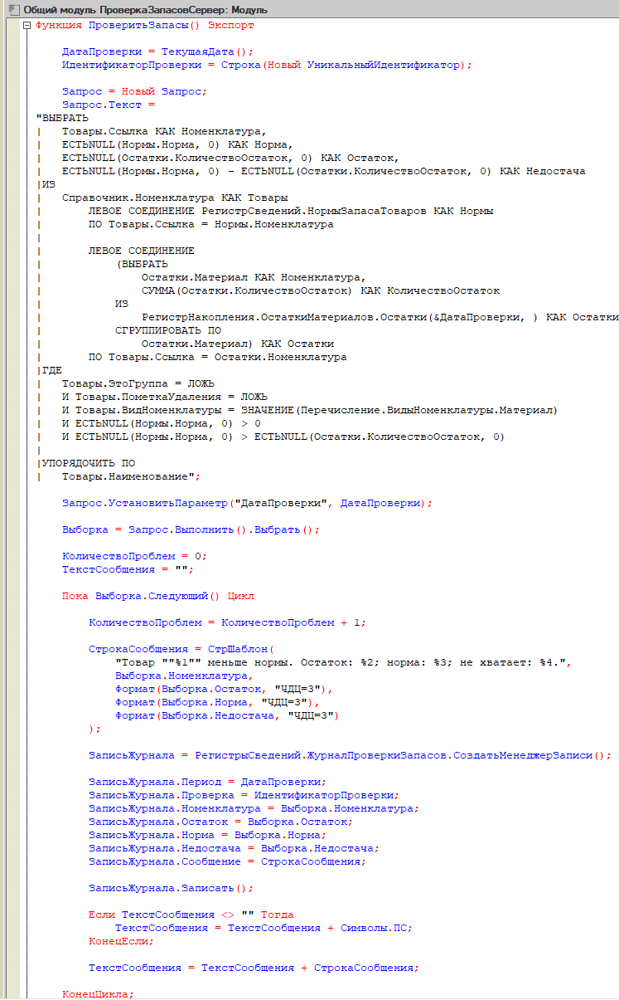 Общий модуль ПроверкаЗапасовСервер: Модуль
Функция ПроверитьЗапасы() Экспорт
ДатаПроверки = ТекущаяДата();
ИдентификаторПроверки = Строка(Новый УникальныйИдентификатор);
Запрос = Новый Запрос;
Запрос.Текст =
"ВЫБРАТЬ
|   Товары.Ссылка КАК Номенклатура,
|   ЕСТЬNULL(Нормы.Норма, 0) КАК Норма,
|   ЕСТЬNULL(Остатки.КоличествоОстаток, 0) КАК Остаток,
|   ЕСТЬNULL(Нормы.Норма, 0) - ЕСТЬNULL(Остатки.КоличествоОстаток, 0) КАК Недостача
|ИЗ
|   Справочник.Номенклатура КАК Товары
|       ЛЕВОЕ СОЕДИНЕНИЕ РегистрСведений.НормыЗапасаТоваров КАК Нормы
|       ПО Товары.Ссылка = Нормы.Номенклатура
|
|       ЛЕВОЕ СОЕДИНЕНИЕ
|           (ВЫБРАТЬ
|               Остатки.Материал КАК Номенклатура,
|               СУММА(Остатки.КоличествоОстаток) КАК КоличествоОстаток
|           ИЗ
|               РегистрНакопления.ОстаткиМатериалов.Остатки(&ДатаПроверки, ) КАК Остатки
|           СГРУППИРОВАТЬ ПО
|               Остатки.Материал) КАК Остатки
|       ПО Товары.Ссылка = Остатки.Номенклатура
|ГДЕ
|   Товары.ЭтоГруппа = ЛОЖЬ
|   И Товары.ПометкаУдаления = ЛОЖЬ
|   И Товары.ВидНоменклатуры = ЗНАЧЕНИЕ(Перечисление.ВидыНоменклатуры.Материал)
|   И ЕСТЬNULL(Нормы.Норма, 0) > 0
|   И ЕСТЬNULL(Нормы.Норма, 0) > ЕСТЬNULL(Остатки.КоличествоОстаток, 0)
|
|УПОРЯДОЧИТЬ ПО
|   Товары.Наименование";
Запрос.УстановитьПараметр("ДатаПроверки", ДатаПроверки);
Выборка = Запрос.Выполнить().Выбрать();
КоличествоПроблем = 0;
ТекстСообщения = "";
Пока Выборка.Следующий() Цикл
КоличествоПроблем = КоличествоПроблем + 1;
СтрокаСообщения = СтрШаблон(
"Товар ""%1"" меньше нормы. Остаток: %2; норма: %3; не хватает: %4.",
Выборка.Номенклатура,
Формат(Выборка.Остаток, "ЧДЦ=3"),
Формат(Выборка.Норма, "ЧДЦ=3"),
Формат(Выборка.Недостача, "ЧДЦ=3")
);
ЗаписьЖурнала = РегистрыСведений.ЖурналПроверкиЗапасов.СоздатьМенеджерЗаписи();
ЗаписьЖурнала.Период = ДатаПроверки;
ЗаписьЖурнала.Проверка = ИдентификаторПроверки;
ЗаписьЖурнала.Номенклатура = Выборка.Номенклатура;
ЗаписьЖурнала.Остаток = Выборка.Остаток;
ЗаписьЖурнала.Норма = Выборка.Норма;
ЗаписьЖурнала.Недостача = Выборка.Недостача;
ЗаписьЖурнала.Сообщение = СтрокаСообщения;
ЗаписьЖурнала.Записать();
Если ТекстСообщения <> "" Тогда
ТекстСообщения = ТекстСообщения + Символы.ПС;
КонецЕсли;
ТекстСообщения = ТекстСообщения + СтрокаСообщения;
КонецЦикла;